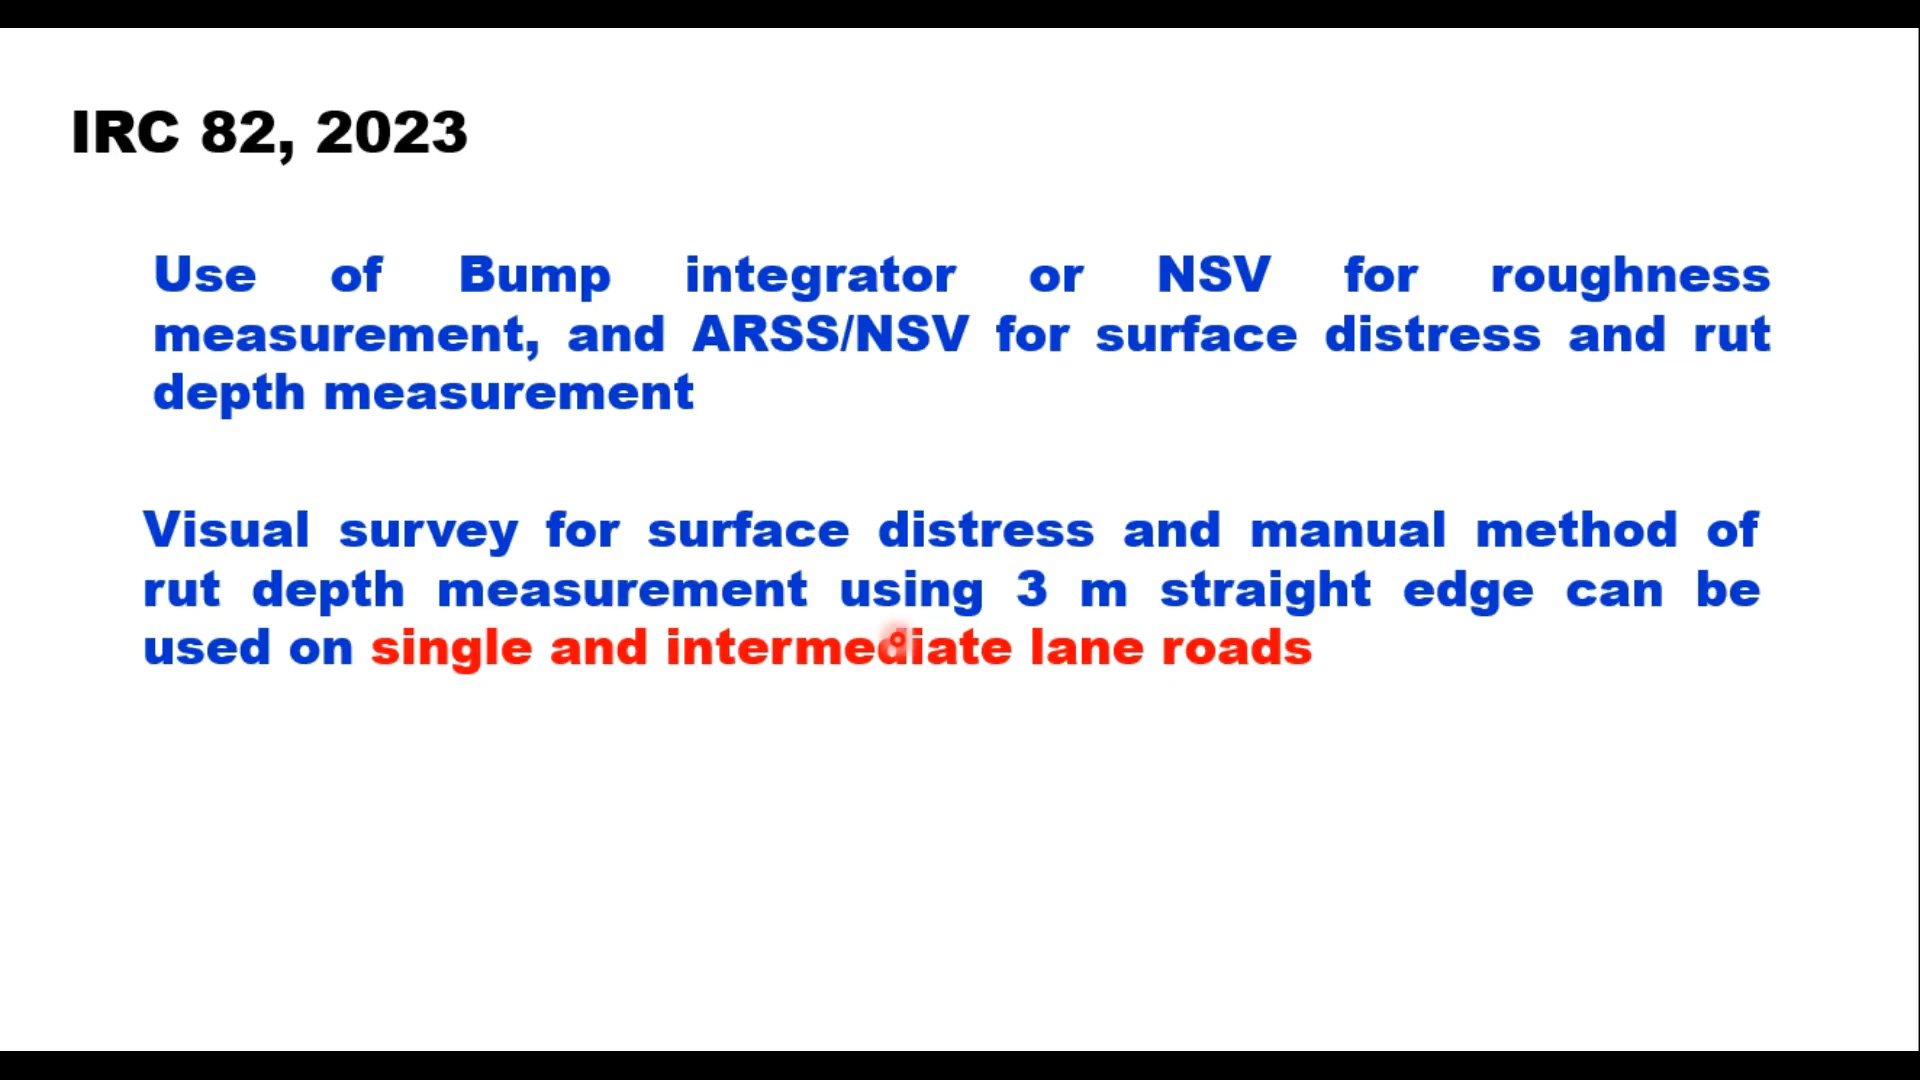 IRC 82, 2023
Use of Bump integrator or NSV for roughness
measurement, and ARSS/NSV for surface distress and rut
depth measurement
Visual survey for surface distress and manual method of
rut depth measurement using 3 m straight edge can be
used on single and intermediate lane roads